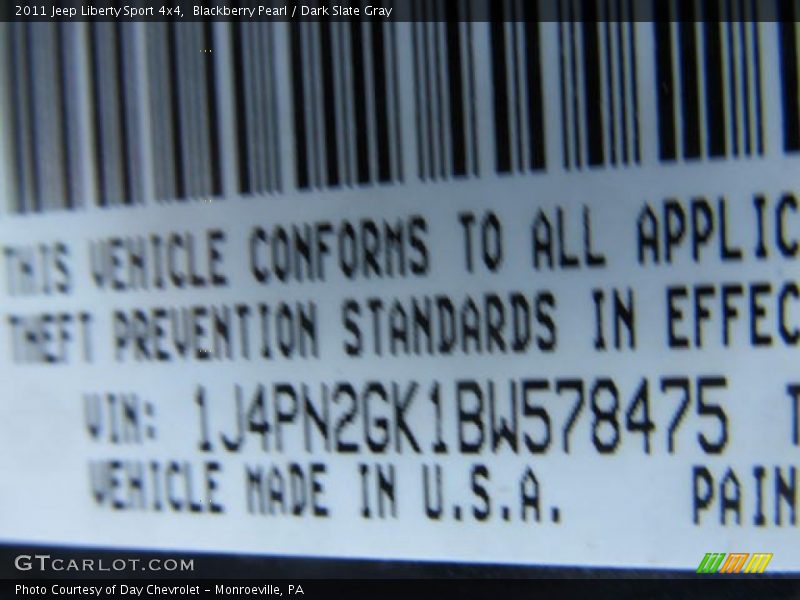 2011 Jeep Liberty Sport 4x4, Blackberry Pearl / Dark Slate Gray
THIS VEHICLE CONFORMS TO ALL APPLIC
THEFT PREVENTION STANDARDS IN EFFEC
VIN: 1J4PN2GK1BW578475 T
VEHICLE MADE IN U.S.A. PAIN
GTCARLOT.COM
Photo Courtesy of Day Chevrolet - Monroeville, PA